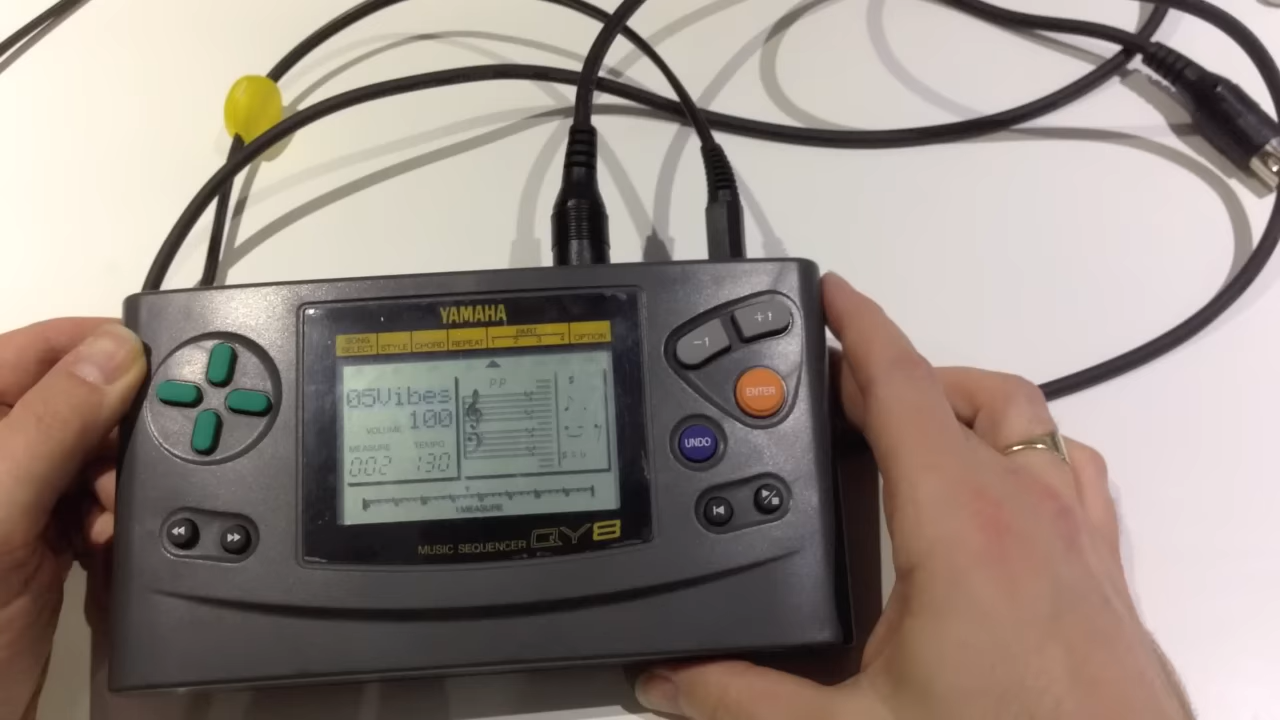 YAMAHA
SONG SELECT STYLE CHORD REPEAT PART 1 2 3 4 OPTION
05Vibes
VOLUME 100
MEASURE TEMPO
002 130
PP
1.MEASURE
MUSIC SEQUENCER QY8
-1 +1
ENTER
UNDO